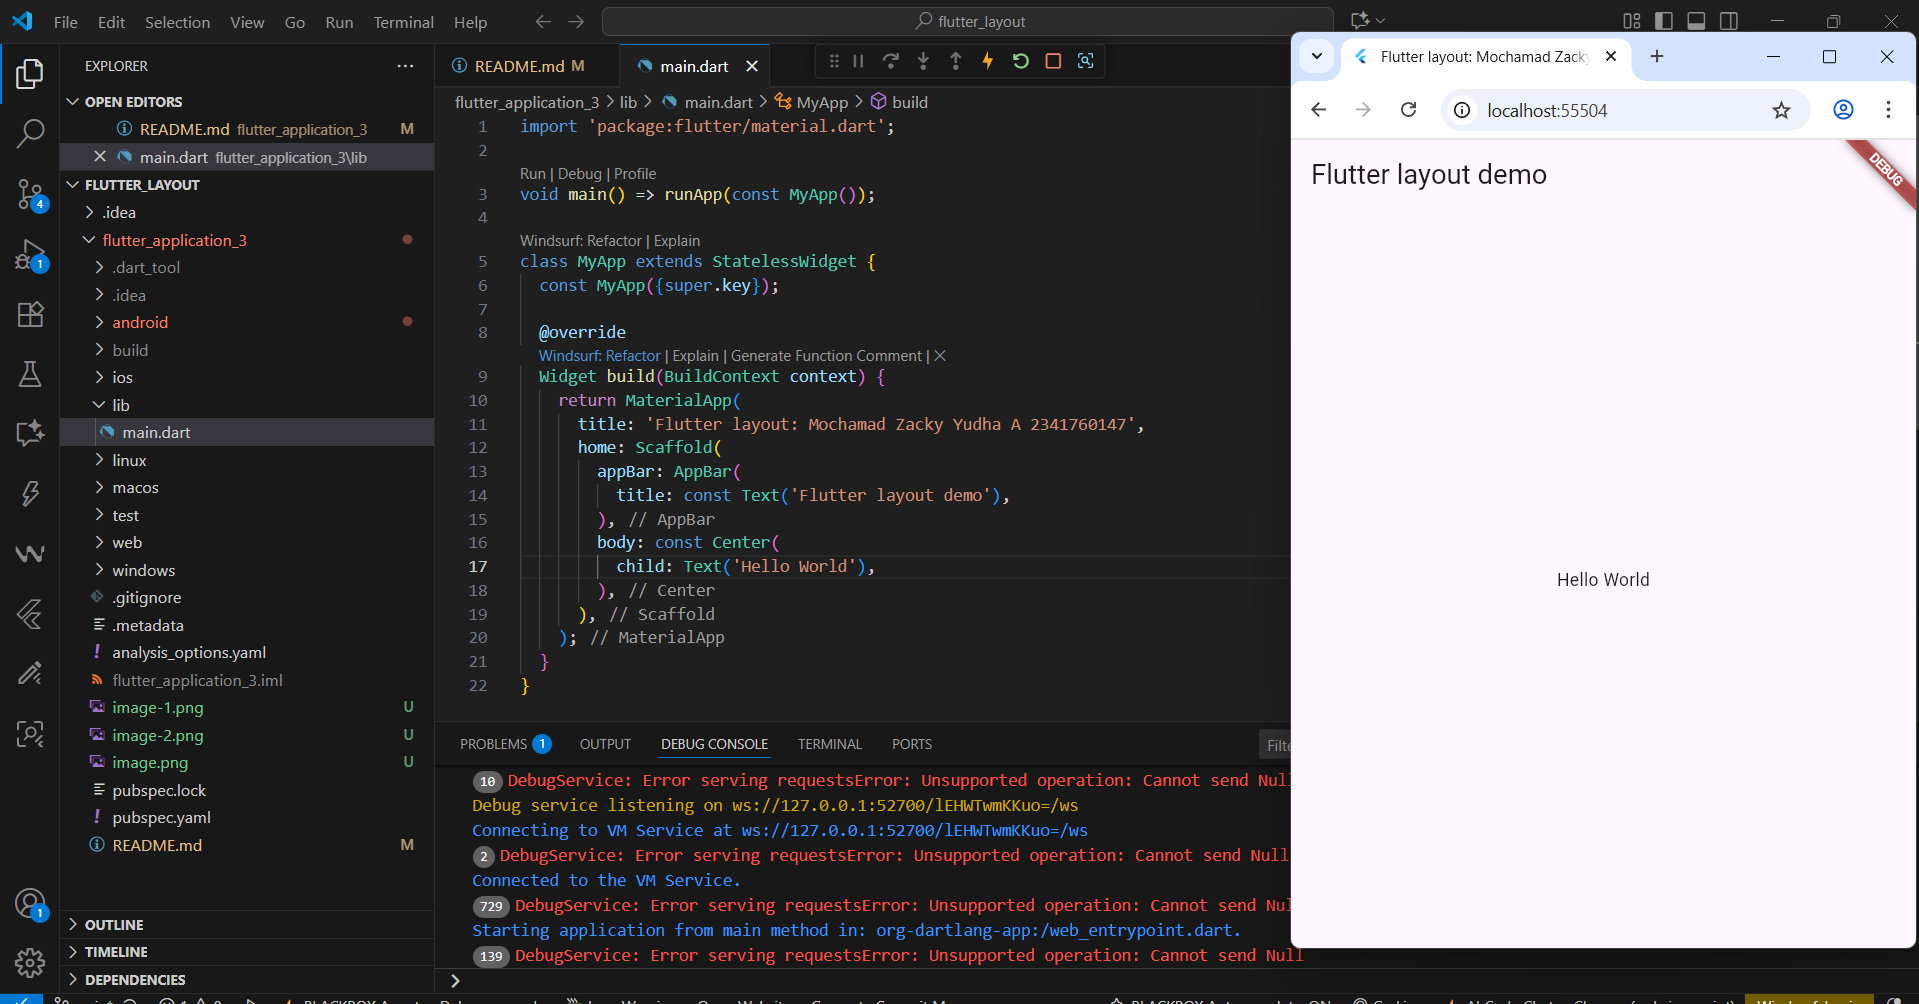 File Edit Selection View Go Run Terminal Help
flutter_layout
EXPLORER
OPEN EDITORS
README.md flutter_application_3 M
main.dart flutter_application_3\lib
FLUTTER_LAYOUT
.idea
flutter_application_3
.dart_tool
.idea
android
build
ios
lib
main.dart
linux
macos
test
web
windows
.gitignore
.metadata
analysis_options.yaml
flutter_application_3.iml
image-1.png U
image-2.png U
image.png U
pubspec.lock
pubspec.yaml
README.md M
OUTLINE
TIMELINE
DEPENDENCIES
4
1
1
README.md M
main.dart
flutter_application_3 > lib > main.dart > MyApp > build
1 import 'package:flutter/material.dart';
2
Run | Debug | Profile
3 void main() => runApp(const MyApp());
4
Windsurf: Refactor | Explain
5 class MyApp extends StatelessWidget {
6 const MyApp({super.key});
7
8 @override
Windsurf: Refactor | Explain | Generate Function Comment | ×
9 Widget build(BuildContext context) {
10 return MaterialApp(
11 title: 'Flutter layout: Mochamad Zacky Yudha A 2341760147',
12 home: Scaffold(
13 appBar: AppBar(
14 title: const Text('Flutter layout demo'),
15 ), // AppBar
16 body: const Center(
17 child: Text('Hello World'),
18 ), // Center
19 ), // Scaffold
20 ); // MaterialApp
21 }
22 }
PROBLEMS 1 OUTPUT DEBUG CONSOLE TERMINAL PORTS
10 DebugService: Error serving requestsError: Unsupported operation: Cannot send Null
Debug service listening on ws://127.0.0.1:52700/lEHWTwmKKuo=/ws
Connecting to VM Service at ws://127.0.0.1:52700/lEHWTwmKKuo=/ws
2 DebugService: Error serving requestsError: Unsupported operation: Cannot send Null
Connected to the VM Service.
729 DebugService: Error serving requestsError: Unsupported operation: Cannot send Nul
Starting application from main method in: org-dartlang-app:/web_entrypoint.dart.
139 DebugService: Error serving requestsError: Unsupported operation: Cannot send Null
Flutter layout: Mochamad Zacky
localhost:55504
Flutter layout demo
DEBUG
Hello World